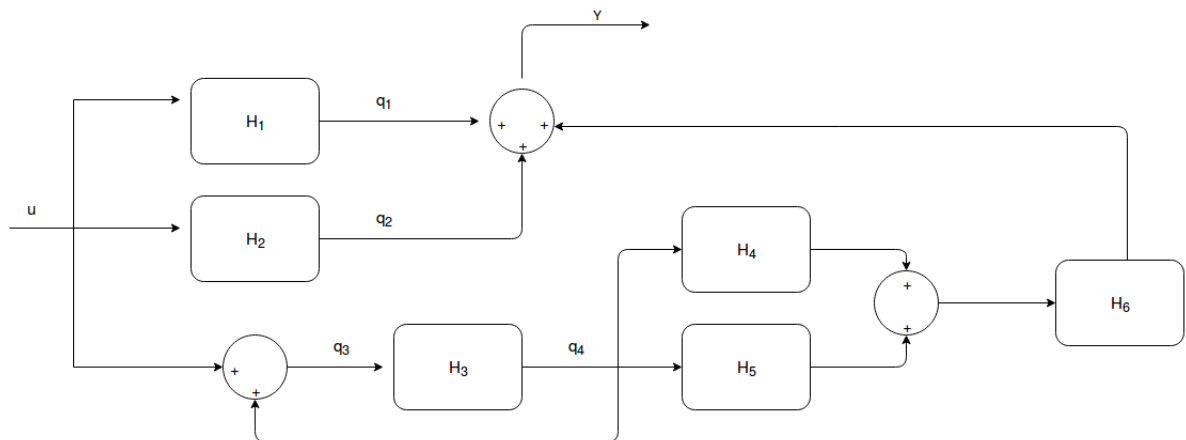 Y
q₁
H₁
+ +
+
u
q₂
H₂
H₄
+
H₆
+
q₃
q₄
+
H₃
H₅
+